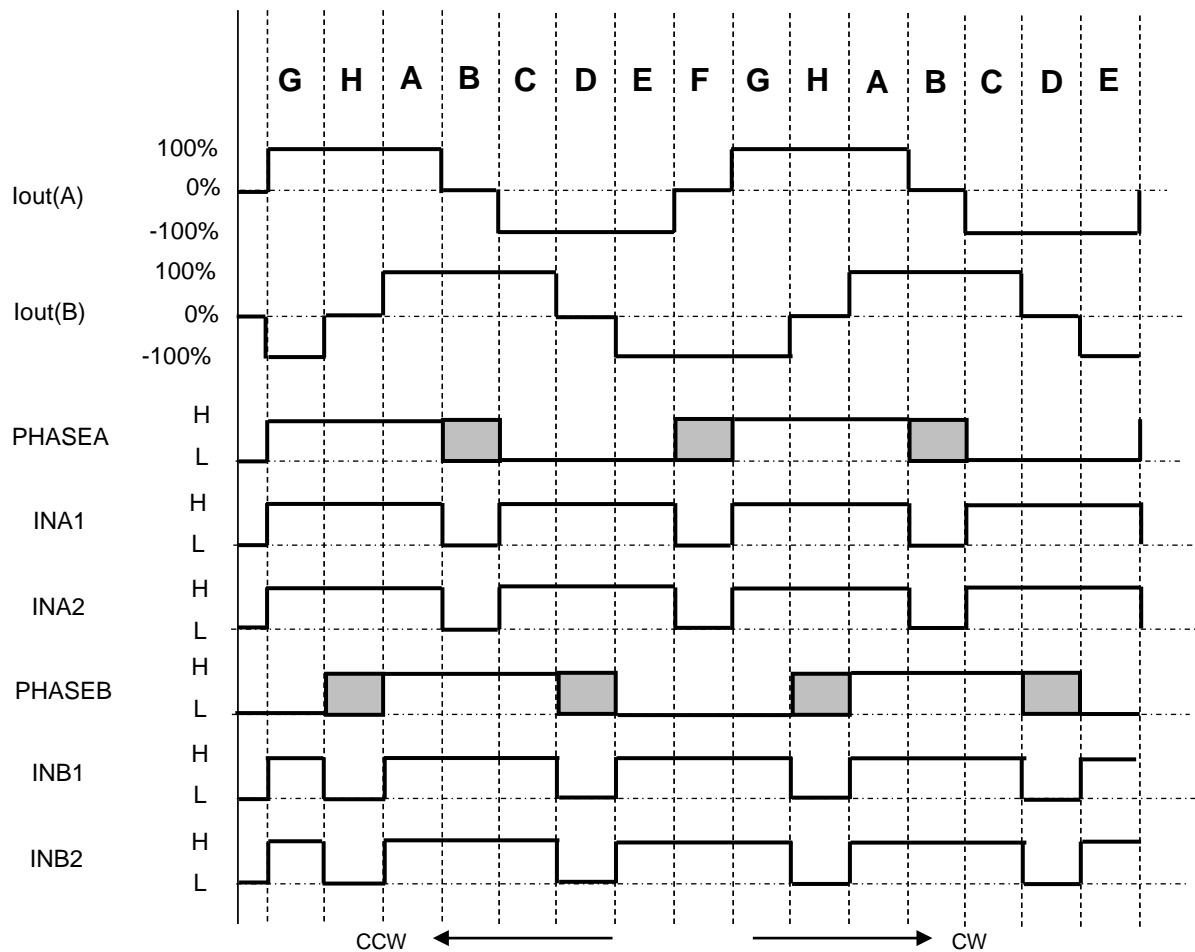 G H A B C D E F G H A B C D E
100%
Iout(A) 0%
-100%
100%
Iout(B) 0%
-100%
H
PHASEA
L
H
INA1
L
H
INA2
L
H
PHASEB
L
H
INB1
L
H
INB2
L
CCW CW